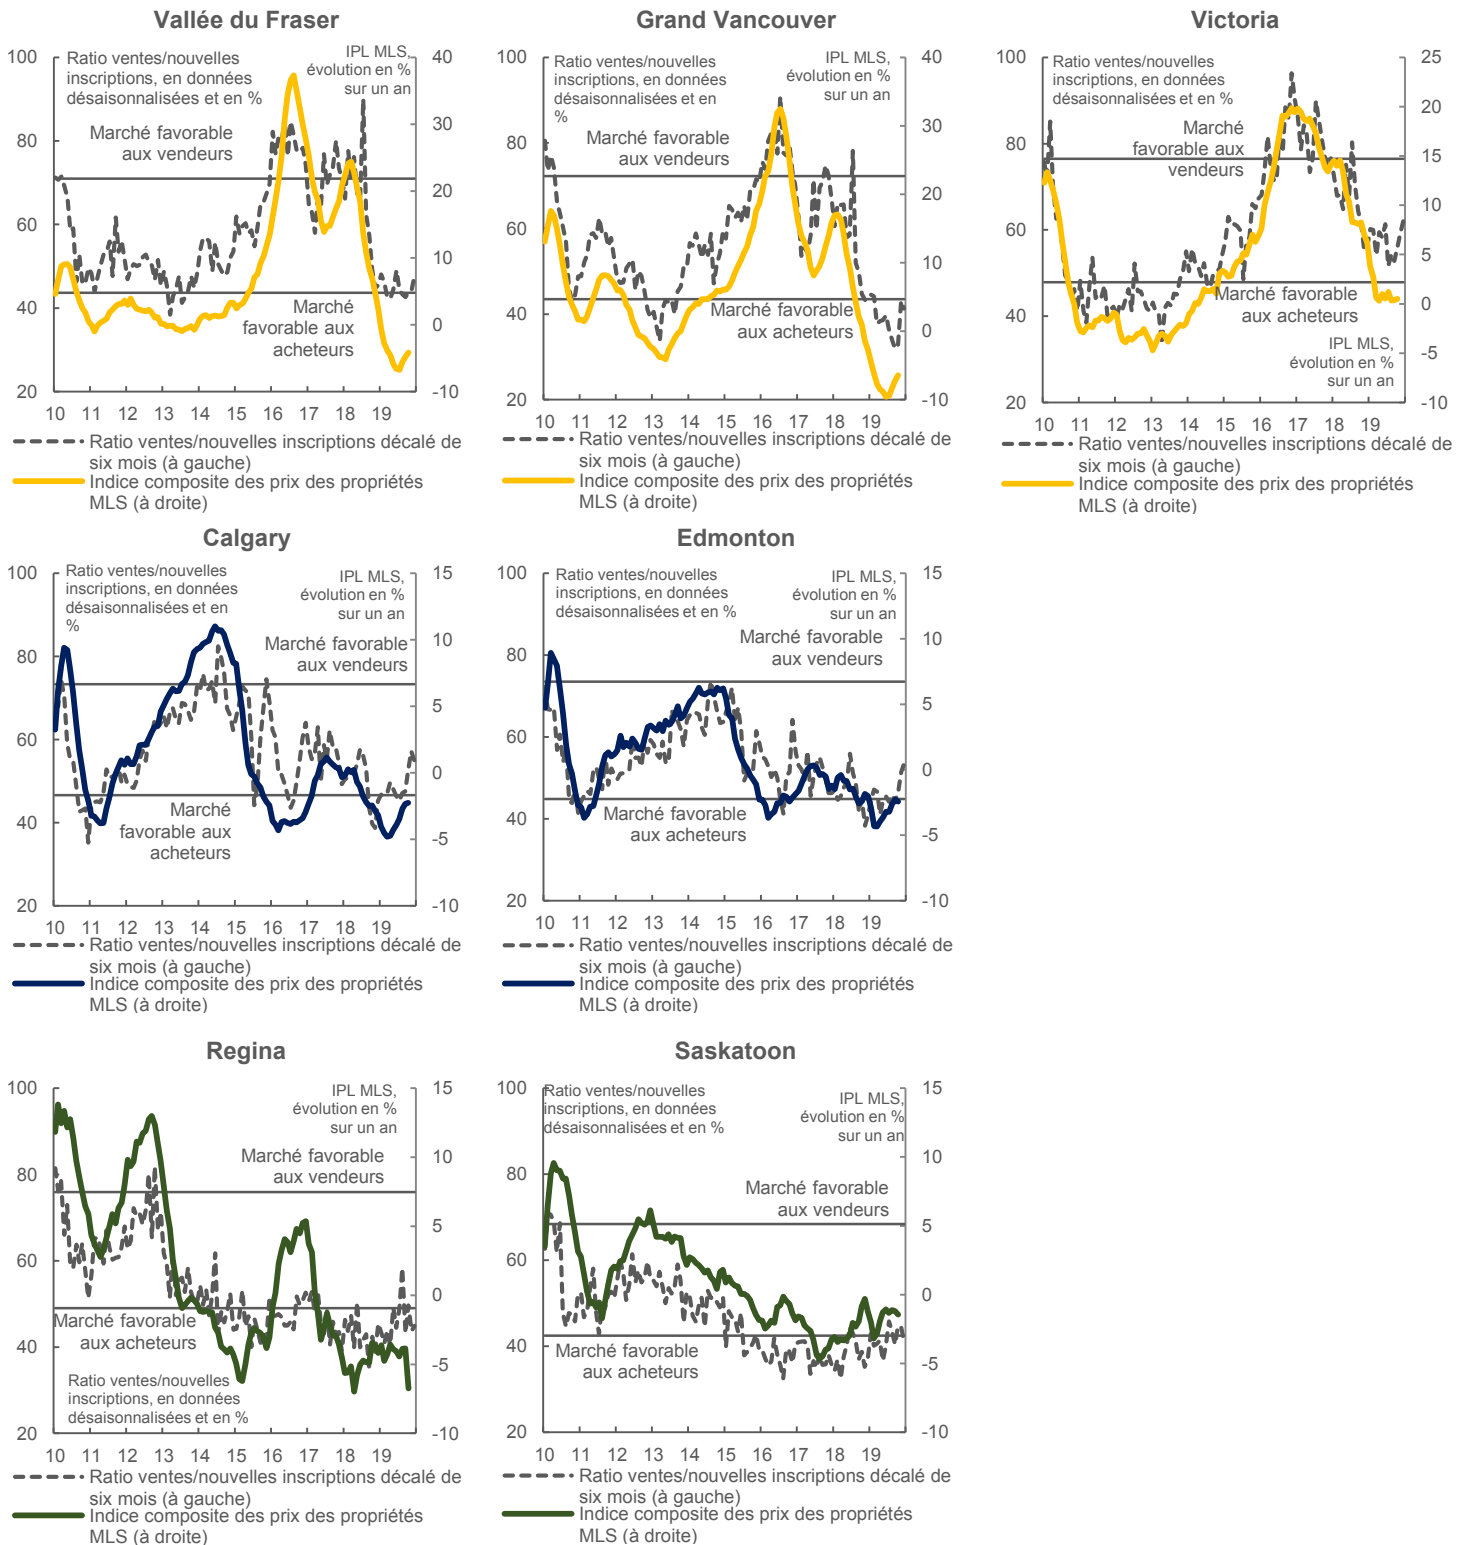 Vallée du Fraser
Ratio ventes/nouvelles
inscriptions, en données
désaisonnalisées et en %
IPL MLS,
évolution en %
sur un an
Marché favorable
aux vendeurs
Marché
favorable aux
acheteurs
100
80
60
40
20
40
30
20
10
0
-10
10 11 12 13 14 15 16 17 18 19
Ratio ventes/nouvelles inscriptions décalé de
six mois (à gauche)
Indice composite des prix des propriétés
MLS (à droite)
Grand Vancouver
Ratio ventes/nouvelles
inscriptions, en données
désaisonnalisées et en
%
IPL MLS,
évolution en %
sur un an
Marché favorable
aux vendeurs
Marché favorable
aux acheteurs
100
80
60
40
20
40
30
20
10
0
-10
10 11 12 13 14 15 16 17 18 19
Ratio ventes/nouvelles inscriptions décalé de
six mois (à gauche)
Indice composite des prix des propriétés
MLS (à droite)
Victoria
Ratio ventes/nouvelles
inscriptions, en données
désaisonnalisées et en %
Marché
favorable aux
vendeurs
Marché favorable
aux acheteurs
IPL MLS,
évolution en %
sur un an
100
80
60
40
20
25
20
15
10
5
0
-5
-10
10 11 12 13 14 15 16 17 18 19
Ratio ventes/nouvelles inscriptions décalé de
six mois (à gauche)
Indice composite des prix des propriétés
MLS (à droite)
Calgary
Ratio ventes/nouvelles
inscriptions, en données
désaisonnalisées et en
%
IPL MLS,
évolution en %
sur un an
Marché favorable
aux vendeurs
Marché
favorable aux
acheteurs
100
80
60
40
20
15
10
5
0
-5
-10
10 11 12 13 14 15 16 17 18 19
Ratio ventes/nouvelles inscriptions décalé de
six mois (à gauche)
Indice composite des prix des propriétés
MLS (à droite)
Edmonton
Ratio ventes/nouvelles
inscriptions, en données
désaisonnalisées et en %
IPL MLS,
évolution en %
sur un an
Marché favorable
aux vendeurs
Marché favorable
aux acheteurs
100
80
60
40
20
15
10
5
0
-5
-10
10 11 12 13 14 15 16 17 18 19
Ratio ventes/nouvelles inscriptions décalé de
six mois (à gauche)
Indice composite des prix des propriétés
MLS (à droite)
Regina
IPL MLS,
évolution en %
sur un an
Marché favorable
aux vendeurs
Marché favorable
aux acheteurs
Ratio ventes/nouvelles
inscriptions, en données
désaisonnalisées et en %
100
80
60
40
20
15
10
5
0
-5
-10
10 11 12 13 14 15 16 17 18 19
Ratio ventes/nouvelles inscriptions décalé de
six mois (à gauche)
Indice composite des prix des propriétés
MLS (à droite)
Saskatoon
Ratio ventes/nouvelles
inscriptions, en données
désaisonnalisées et en %
IPL MLS,
évolution en %
sur un an
Marché favorable
aux vendeurs
Marché favorable
aux acheteurs
100
80
60
40
20
15
10
5
0
-5
-10
10 11 12 13 14 15 16 17 18 19
Ratio ventes/nouvelles inscriptions décalé de
six mois (à gauche)
Indice composite des prix des propriétés
MLS (à droite)